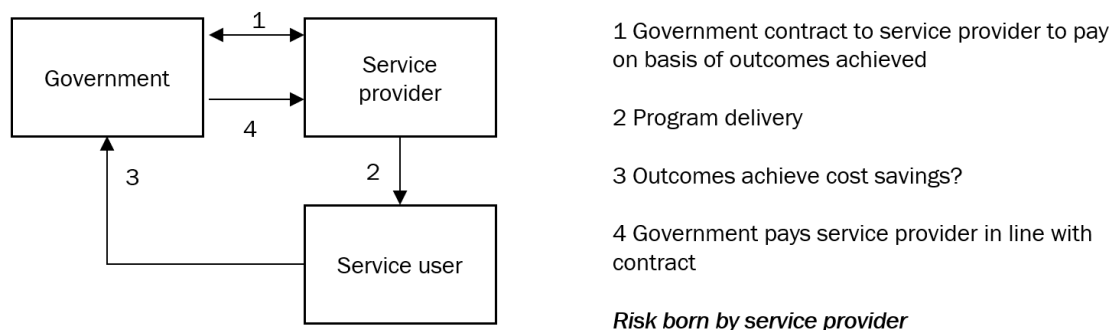 1
Government
Service
provider
4
3
2
Service user
1 Government contract to service provider to pay
on basis of outcomes achieved
2 Program delivery
3 Outcomes achieve cost savings?
4 Government pays service provider in line with
contract
Risk born by service provider